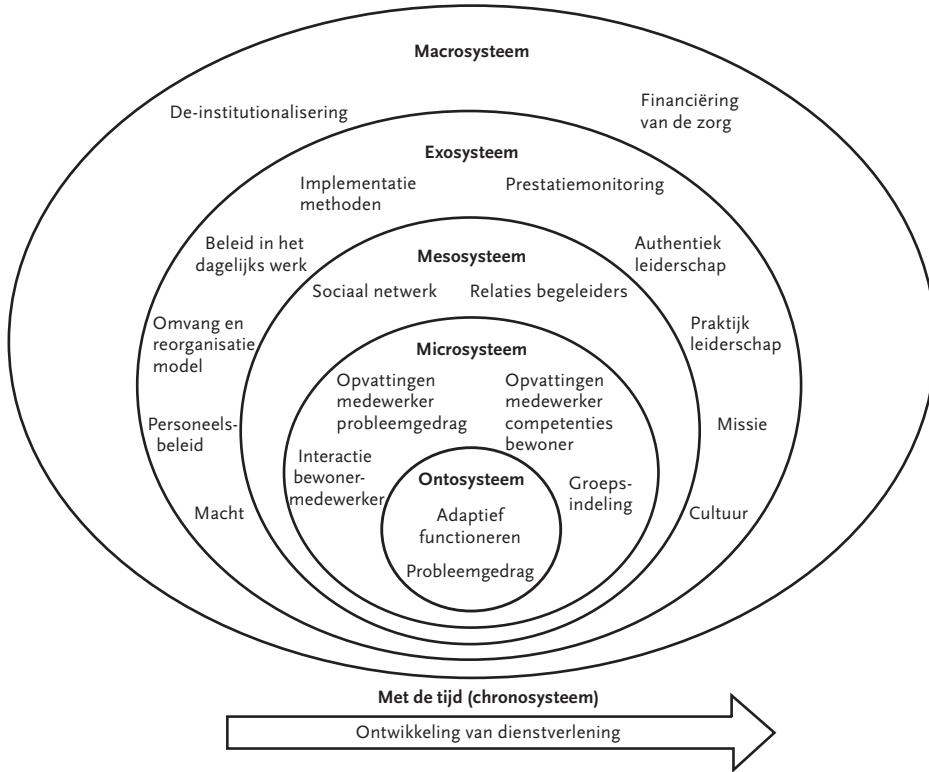 Macrosysteem
De-institutionalisering
Financiëring
van de zorg
Exosysteem
Implementatie
methoden
Prestatiemonitoring
Beleid in het
dagelijks werk
Authentiek
leiderschap
Mesosysteem
Sociaal netwerk
Relaties begeleiders
Omvang en
reorganisatie
model
Praktijk
leiderschap
Microsysteem
Opvattingen
medewerker
probleemgedrag
Opvattingen
medewerker
competenties
bewoner
Personeels-
beleid
Missie
Interactie
bewoner-
medewerker
Groeps-
indeling
Ontosysteem
Adaptief
functioneren
Probleemgedrag
Macht
Cultuur
Met de tijd (chronosysteem)
Ontwikkeling van dienstverlening